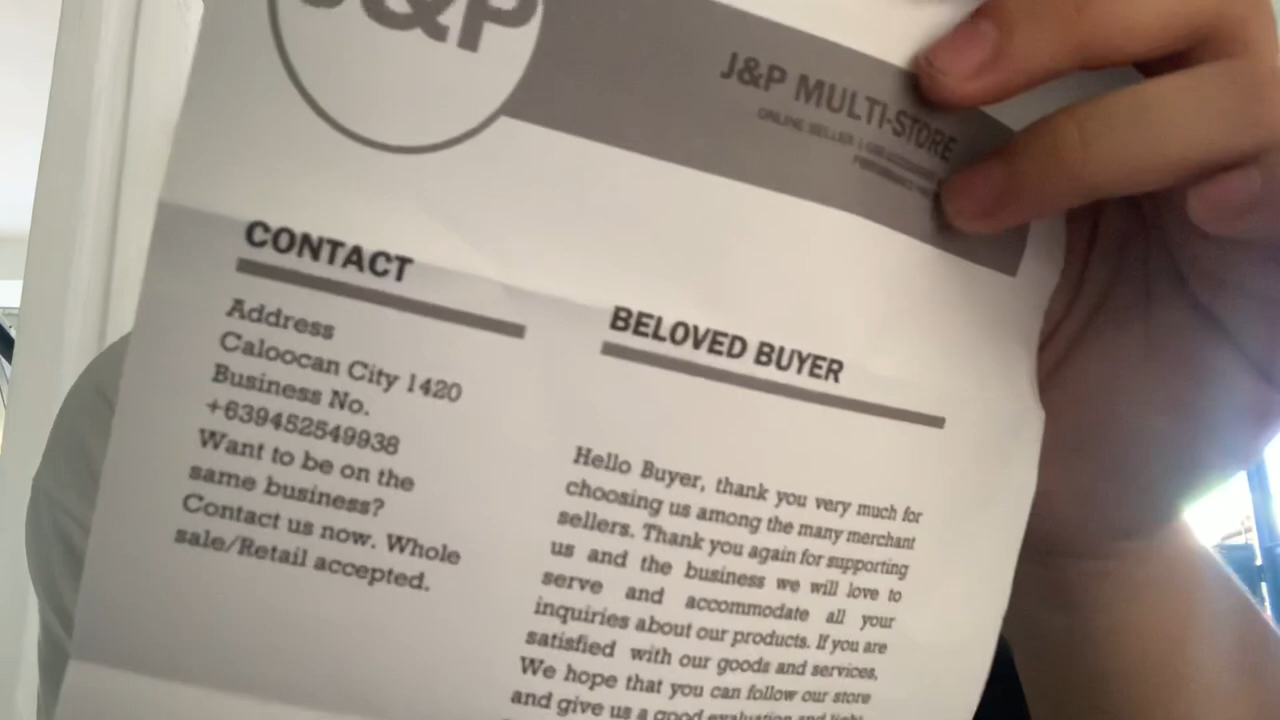 J&P
J&P MULTI-STORE
ONLINE SELLER |
CONTACT
Address
Caloocan City 1420
Business No.
+639452549938
Want to be on the
same business?
Contact us now. Whole
sale/Retail accepted.
BELOVED BUYER
Hello Buyer, thank you very much for
choosing us among the many merchant
sellers. Thank you again for supporting
us and the business we will love to
serve and accommodate all your
inquiries about our products. If you are
satisfied with our goods and services,
We hope that you can follow our store
and give us a good evaluation and